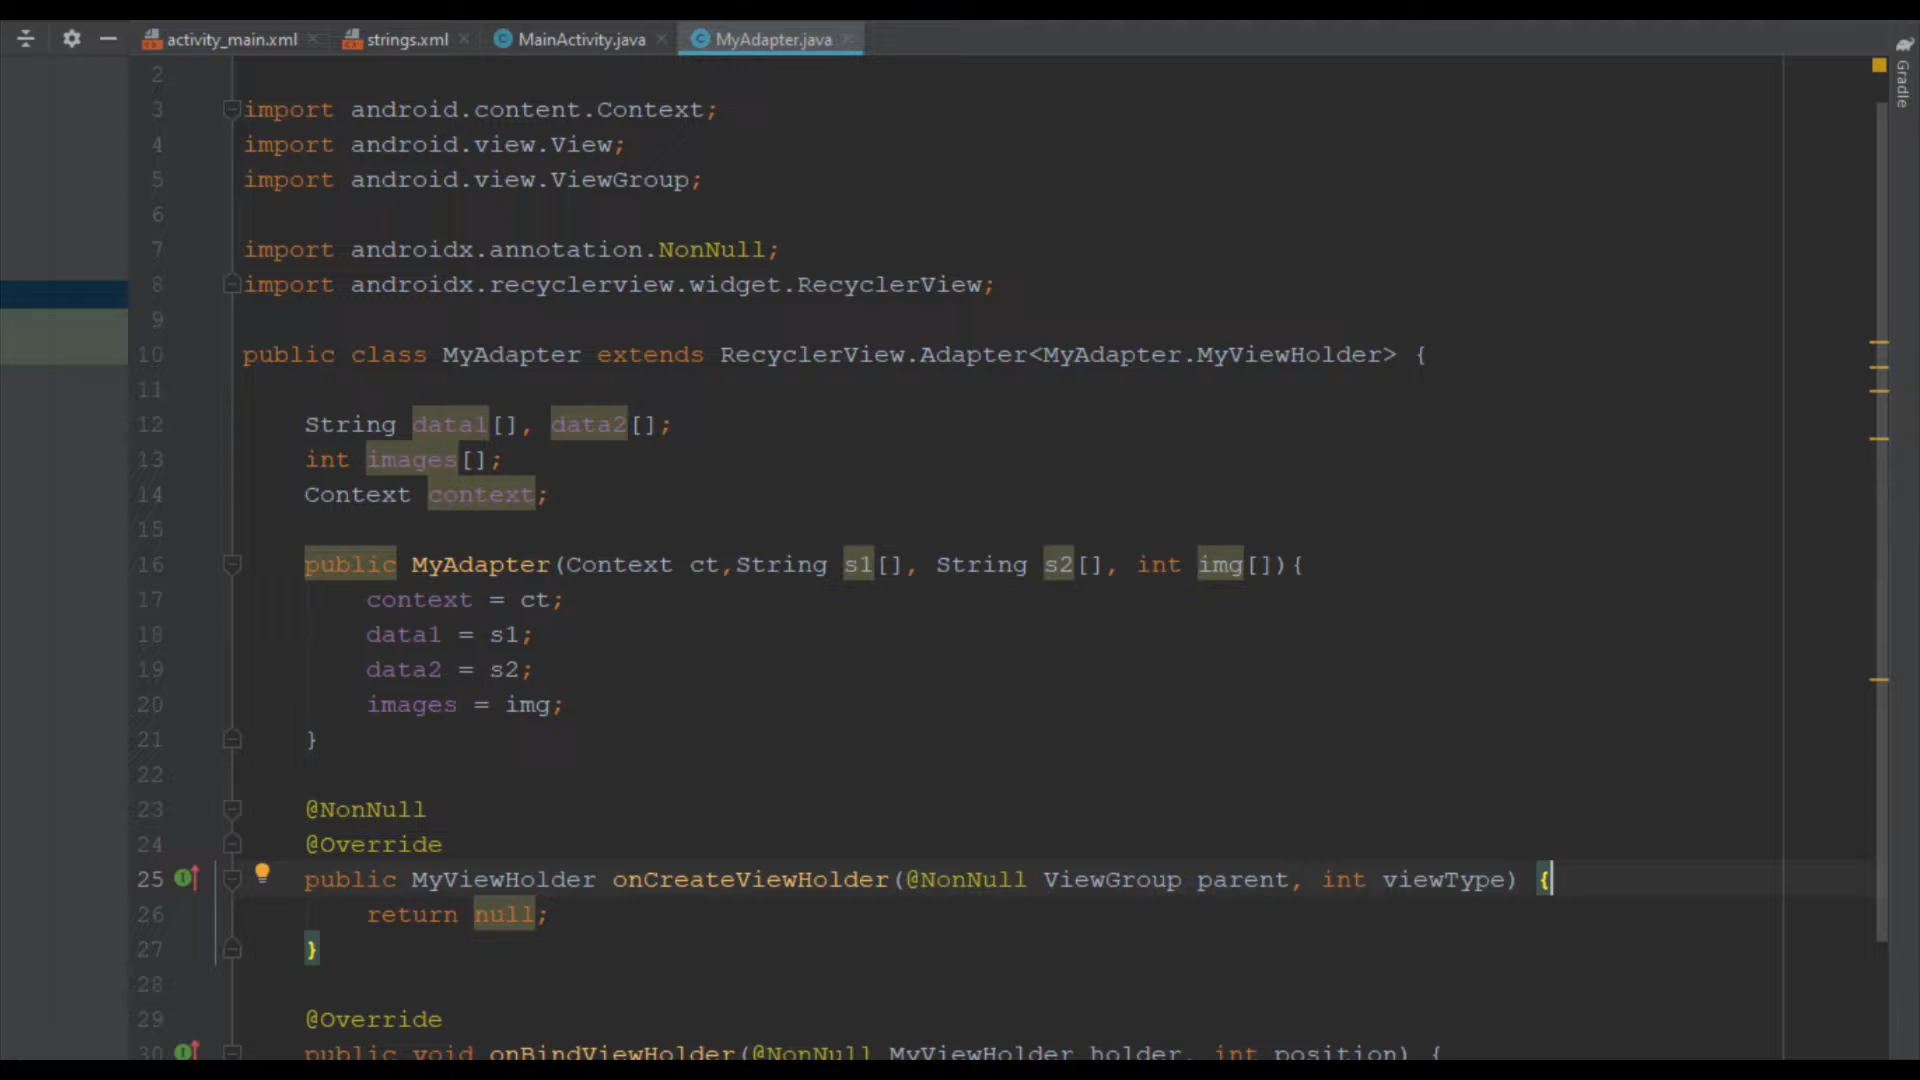 activity_main.xml strings.xml MainActivity.java MyAdapter.java
Gradle
2
3 import android.content.Context;
4 import android.view.View;
5 import android.view.ViewGroup;
6
7 import androidx.annotation.NonNull;
8 import androidx.recyclerview.widget.RecyclerView;
9
10 public class MyAdapter extends RecyclerView.Adapter<MyAdapter.MyViewHolder> {
11
12 String data1[], data2[];
13 int images[];
14 Context context;
15
16 public MyAdapter(Context ct,String s1[], String s2[], int img[]){
17 context = ct;
18 data1 = s1;
19 data2 = s2;
20 images = img;
21 }
22
23 @NonNull
24 @Override
25 public MyViewHolder onCreateViewHolder(@NonNull ViewGroup parent, int viewType) {
26 return null;
27 }
28
29 @Override
30 public void onBindViewHolder(@NonNull MyViewHolder holder, int position) {